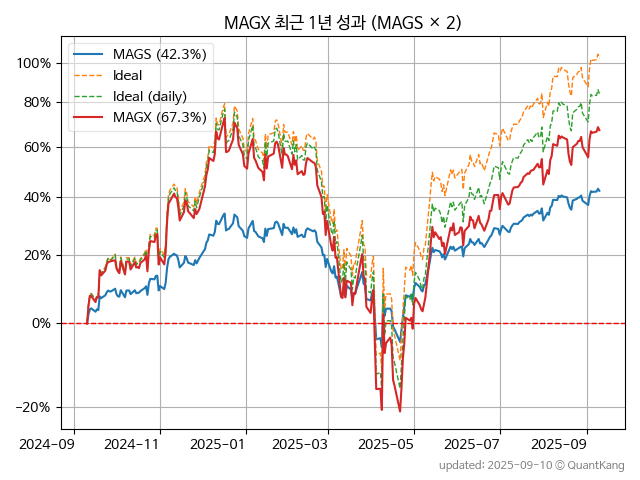 MAGX 최근 1년 성과 (MAGS × 2)
MAGS (42.3%)
Ideal
Ideal (daily)
MAGX (67.3%)
100%
80%
60%
40%
20%
0%
−20%
2024-09 2024-11 2025-01 2025-03 2025-05 2025-07 2025-09
updated: 2025-09-10 © QuantKang